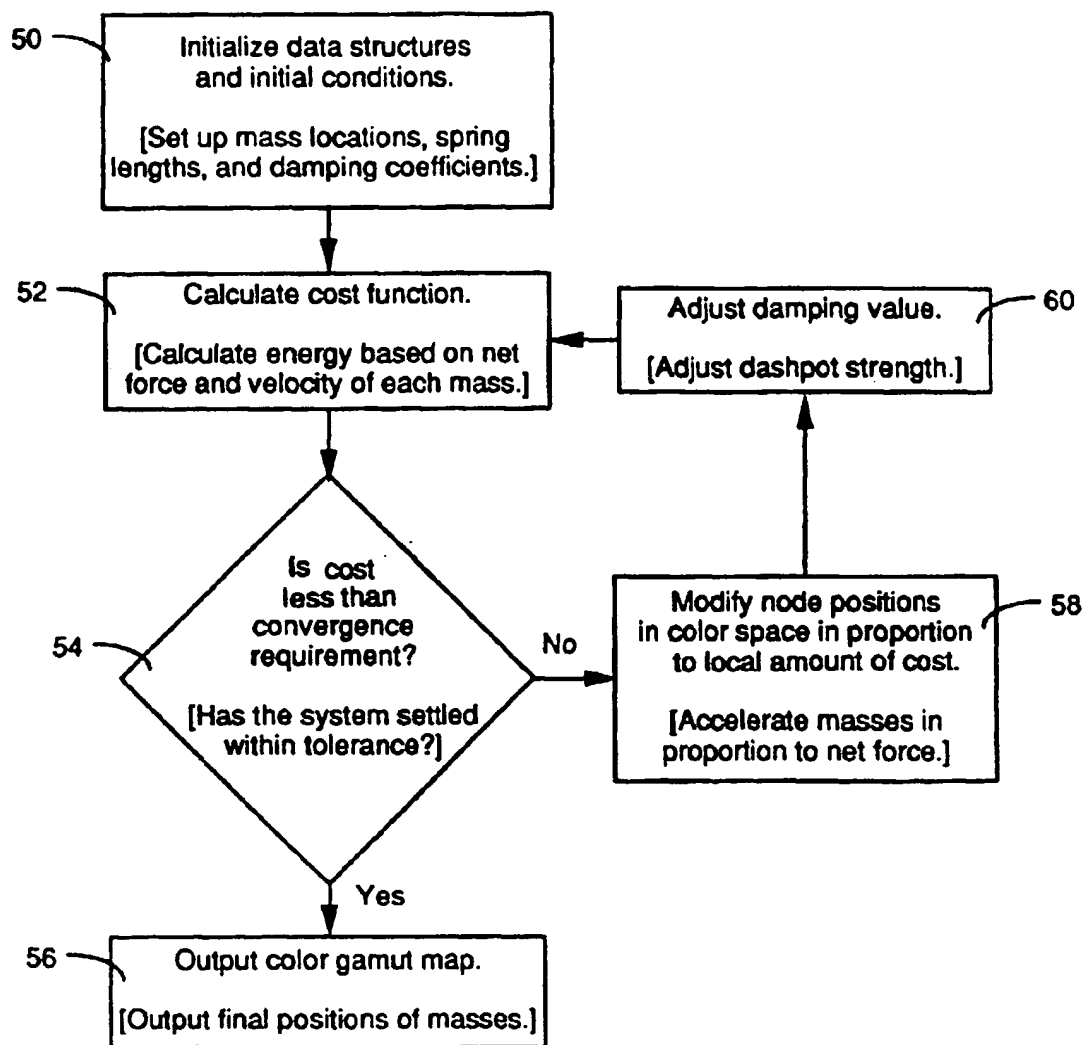 50
Initialize data structures
and initial conditions.
[Set up mass locations, spring
lengths, and damping coefficients.]
52
Calculate cost function.
[Calculate energy based on net
force and velocity of each mass.]
60
Adjust damping value.
[Adjust dashpot strength.]
54
Is cost
less than
convergence
requirement?
[Has the system settled
within tolerance?]
No
58
Modify node positions
in color space in proportion
to local amount of cost.
[Accelerate masses in
proportion to net force.]
Yes
56
Output color gamut map.
[Output final positions of masses.]